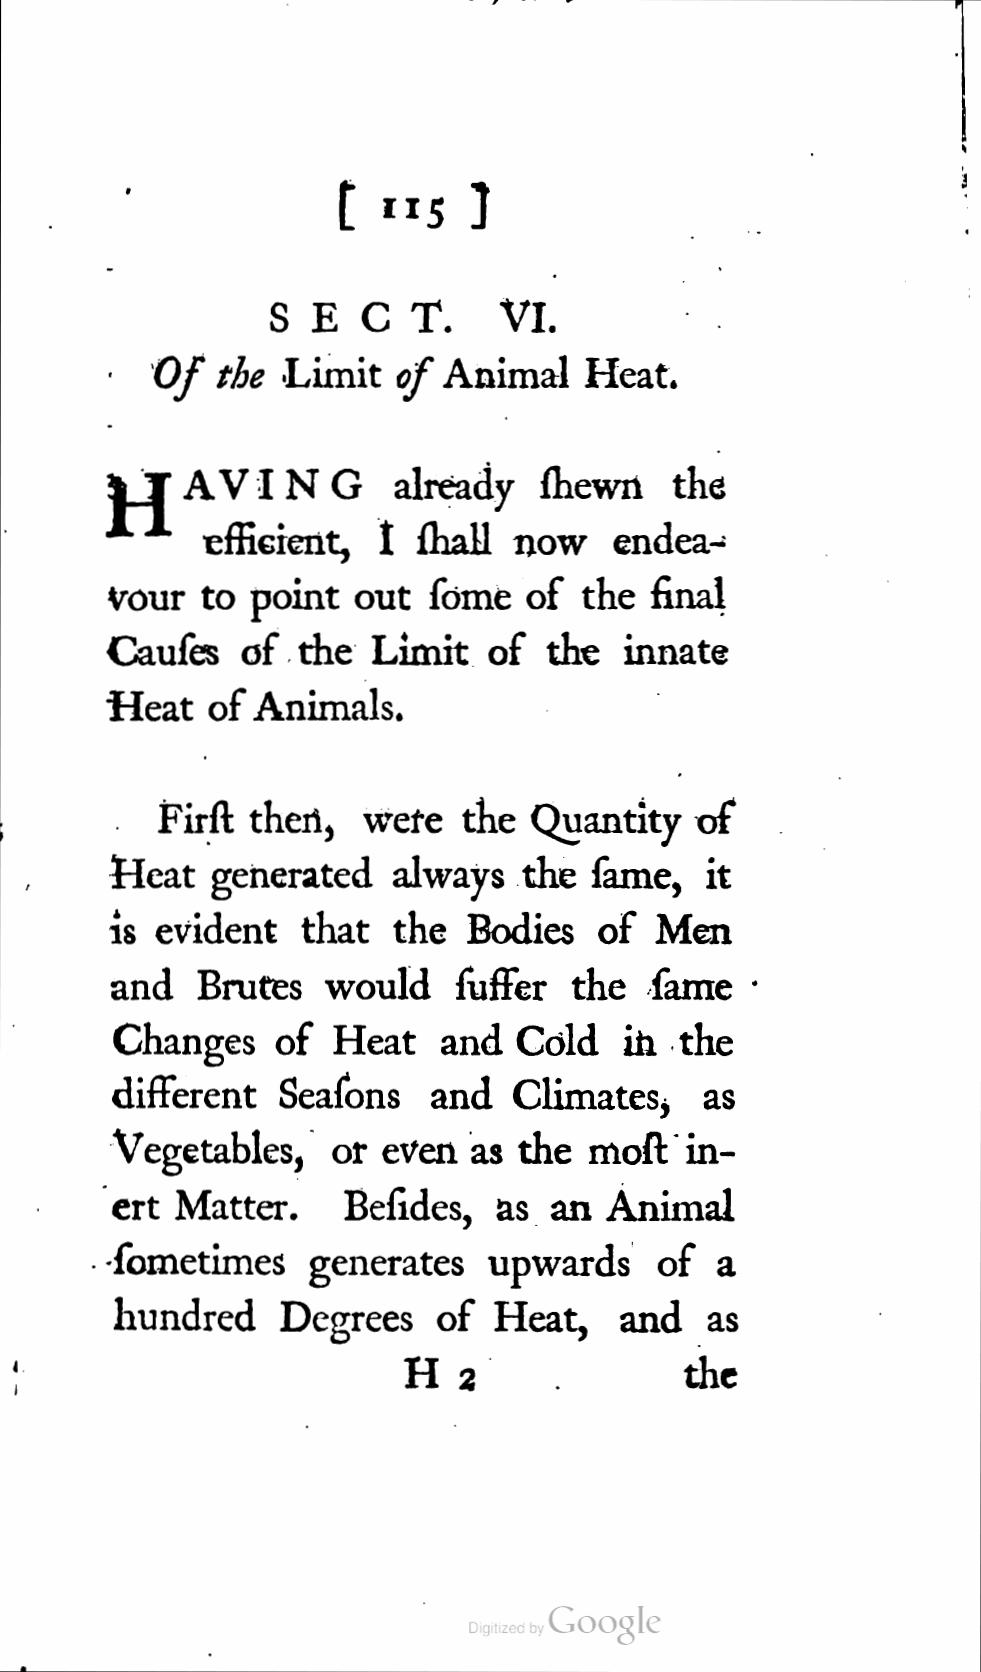 [ 115 ]
SECT. VI.
Of the Limit of Animal Heat.
HAVING already ſhewn the
efficient, I ſhall now endea-
vour to point out ſome of the final
Cauſes of the Limit of the innate
Heat of Animals.
Firſt then, were the Quantity of
Heat generated always the ſame, it
is evident that the Bodies of Men
and Brutes would ſuffer the ſame
Changes of Heat and Cold in the
different Seaſons and Climates, as
Vegetables, or even as the moſt in-
ert Matter. Beſides, as an Animal
ſometimes generates upwards of a
hundred Degrees of Heat, and as
H 2 the
Digitized by Google